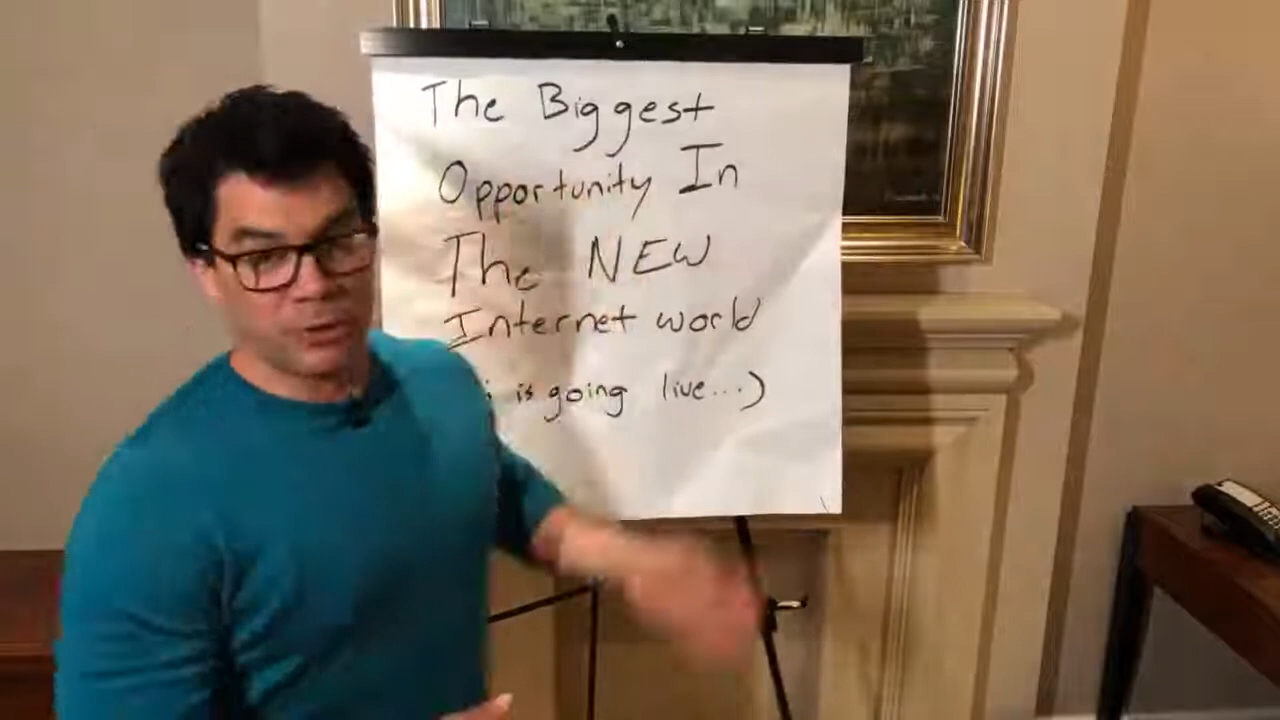 The Biggest
Opportunity In
The NEW
Internet world
is going live...)